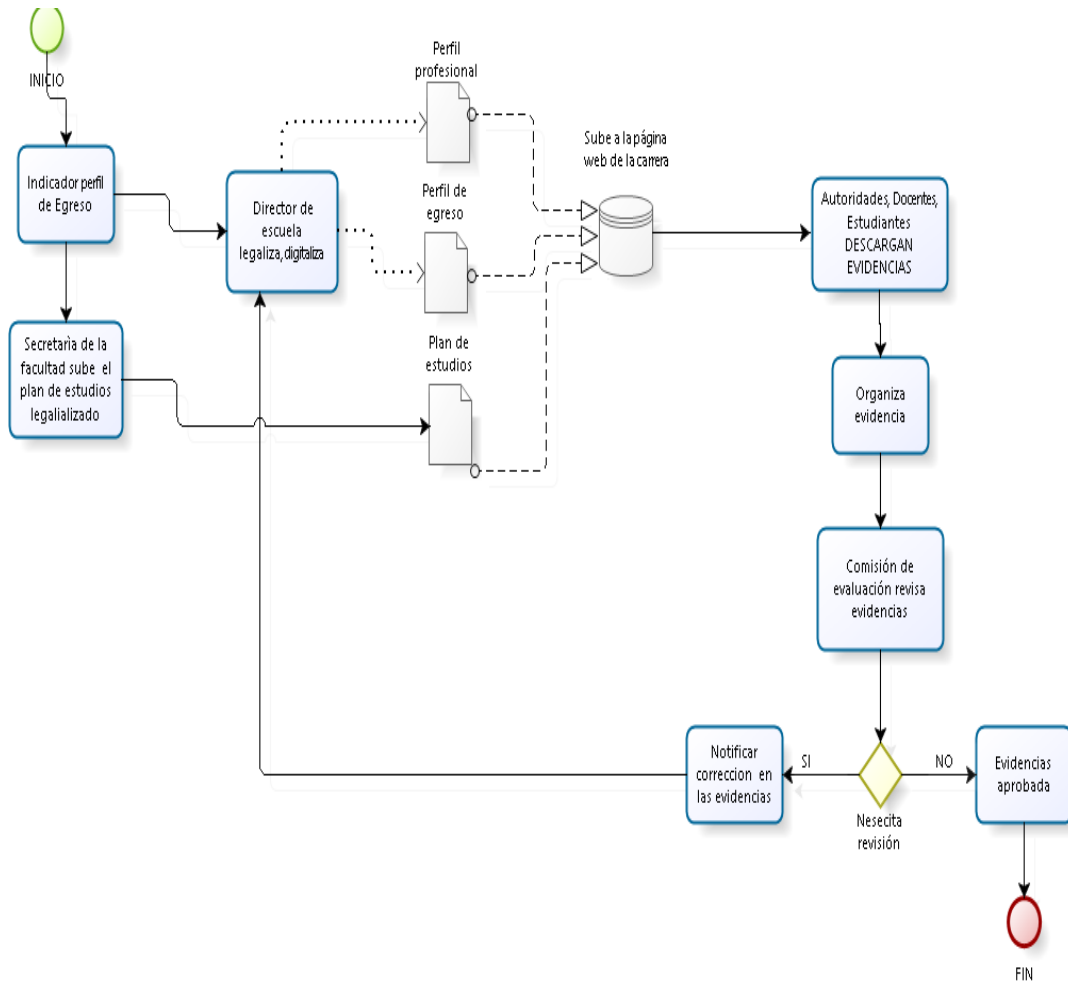 INICIO
Indicador perfil
de Egreso
Secretarìa de la
facultad sube el
plan de estudios
legalializado
Director de
escuela
legaliza, digitaliza
Perfil
profesional
Perfil de
egreso
Plan de
estudios
Sube a la página
web de la carrera
Autoridades, Docentes,
Estudiantes
DESCARGAN
EVIDENCIAS
Organiza
evidencia
Comisión de
evaluación revisa
evidencias
Nesecita
revisión
SI
NO
Notificar
correccion en
las evidencias
Evidencias
aprobada
FIN